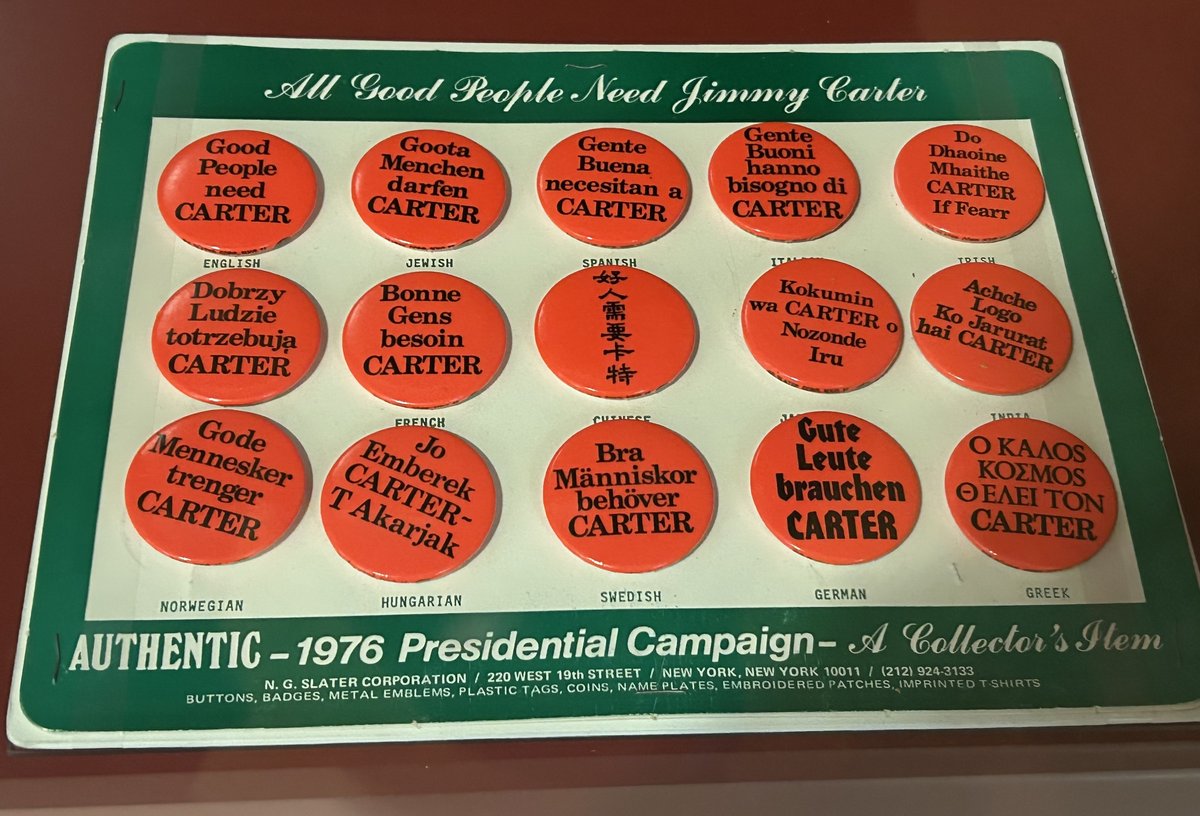 All Good People Need Jimmy Carter
Good
People
need
CARTER
ENGLISH
Goota
Menchen
darfen
CARTER
JEWISH
Gente
Buena
necesitan a
CARTER
SPANISH
Gente
Buoni
hanno
bisogno di
CARTER
Do
Dhaoine
Mhaithe
CARTER
If Fearr
IRISH
Dobrzy
Ludzie
totrzebują
CARTER
Bonne
Gens
besoin
CARTER
FRENCH
好
人
需
要
卡
特
CHINESE
Kokumin
wa CARTER o
Nozonde
Iru
Achche
Logo
Ko Jarurat
hai CARTER
INDIA
Gode
Mennesker
trenger
CARTER
NORWEGIAN
Jo
Emberek
CARTER-
T Akarjak
HUNGARIAN
Bra
Människor
behöver
CARTER
SWEDISH
Gute
Leute
brauchen
CARTER
GERMAN
Ο ΚΑΛΟS
ΚΟΣΜΟS
ΘΕΛΕΙ ΤΟΝ
CARTER
GREEK
AUTHENTIC – 1976 Presidential Campaign – A Collector's Item
N. G. SLATER CORPORATION / 220 WEST 19th STREET / NEW YORK, NEW YORK 10011 / (212) 924-3133
BUTTONS, BADGES, METAL EMBLEMS, PLASTIC TAGS, COINS, NAME PLATES, EMBROIDERED PATCHES, IMPRINTED T-SHIRTS